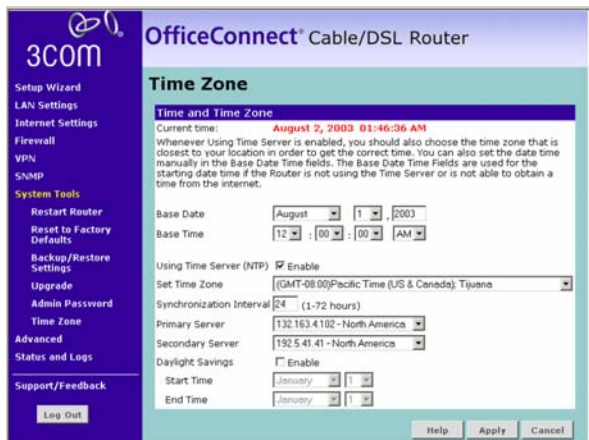 3COM
OfficeConnect® Cable/DSL Router
Setup Wizard
LAN Settings
Internet Settings
Firewall
VPN
SNMP
System Tools
Restart Router
Reset to Factory
Defaults
Backup/Restore
Settings
Upgrade
Admin Password
Time Zone
Advanced
Status and Logs
Support/Feedback
Log Out
Time Zone
Time and Time Zone
Current time: August 2, 2003 01:46:36 AM
Whenever Using Time Server is enabled, you should also choose the time zone that is
closest to your location in order to get the correct time. You can also set the date time
manually in the Base Date Time fields. The Base Date Time Fields are used for the
starting date time if the Router is not using the Time Server or is not able to obtain a
time from the internet.
Base Date August 1 , 2003
Base Time 12 : 00 : 00 AM
Using Time Server (NTP) Enable
Set Time Zone (GMT-08:00)Pacific Time (US & Canada); Tijuana
Synchronization Interval 24 (1-72 hours)
Primary Server 132.163.4.102 - North America
Secondary Server 192.5.41.41 - North America
Daylight Savings Enable
Start Time January 1
End Time January 1
Help Apply Cancel